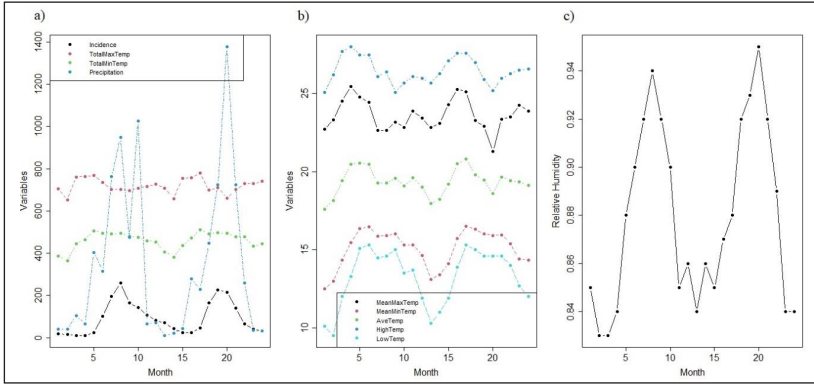 a)
Incidence
TotalMaxTemp
TotalMinTemp
Precipitation
Variables
1400
1200
1000
800
600
400
200
0
5
10
15
20
Month
b)
Variables
25
20
15
10
MeanMaxTemp
MeanMinTemp
AveTemp
HighTemp
LowTemp
5
10
15
20
Month
c)
Relative Humidity
0.94
0.92
0.90
0.88
0.86
0.84
5
10
15
20
Month